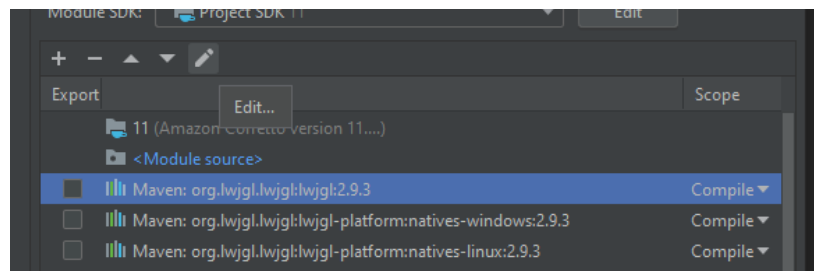 Module SDK: Project SDK 11 Edit
Export Scope
Edit...
11 (Amazon Corretto version 11....)
<Module source>
Maven: org.lwjgl.lwjgl:lwjgl:2.9.3 Compile
Maven: org.lwjgl.lwjgl:lwjgl-platform:natives-windows:2.9.3 Compile
Maven: org.lwjgl.lwjgl:lwjgl-platform:natives-linux:2.9.3 Compile